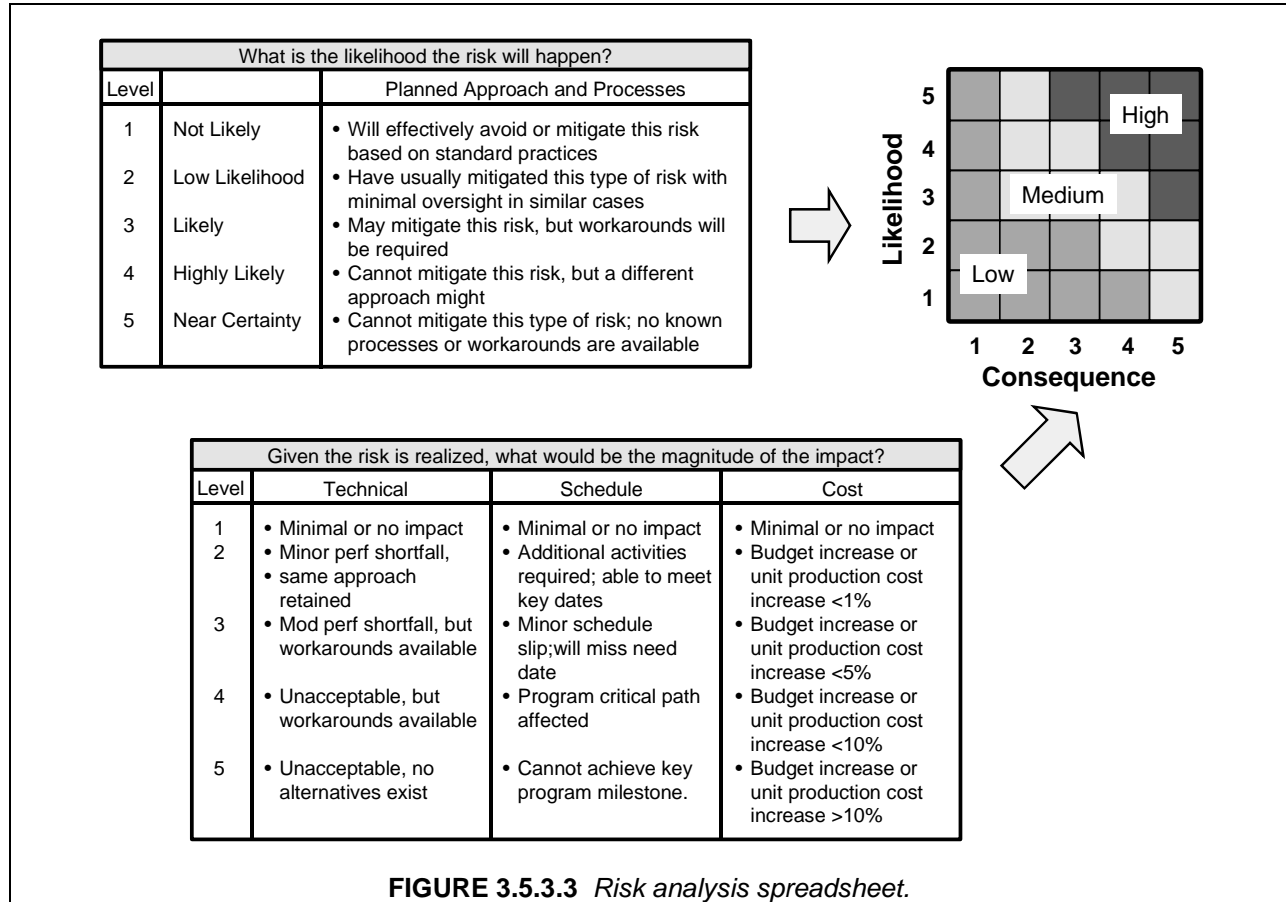 What is the likelihood the risk will happen?
Level Planned Approach and Processes
1 Not Likely • Will effectively avoid or mitigate this risk
based on standard practices
2 Low Likelihood • Have usually mitigated this type of risk with
minimal oversight in similar cases
3 Likely • May mitigate this risk, but workarounds will
be required
4 Highly Likely • Cannot mitigate this risk, but a different
approach might
5 Near Certainty • Cannot mitigate this type of risk; no known
processes or workarounds are available
Likelihood
5
High
4
3
Medium
2
Low
1
1 2 3 4 5
Consequence
Given the risk is realized, what would be the magnitude of the impact?
Level Technical Schedule Cost
1 • Minimal or no impact • Minimal or no impact • Minimal or no impact
2 • Minor perf shortfall, • Additional activities • Budget increase or
• same approach required; able to meet unit production cost
retained key dates increase <1%
3 • Mod perf shortfall, but • Minor schedule • Budget increase or
workarounds available slip;will miss need unit production cost
date increase <5%
4 • Unacceptable, but • Program critical path • Budget increase or
workarounds available affected unit production cost
increase <10%
5 • Unacceptable, no • Cannot achieve key • Budget increase or
alternatives exist program milestone. unit production cost
increase >10%
FIGURE 3.5.3.3 Risk analysis spreadsheet.